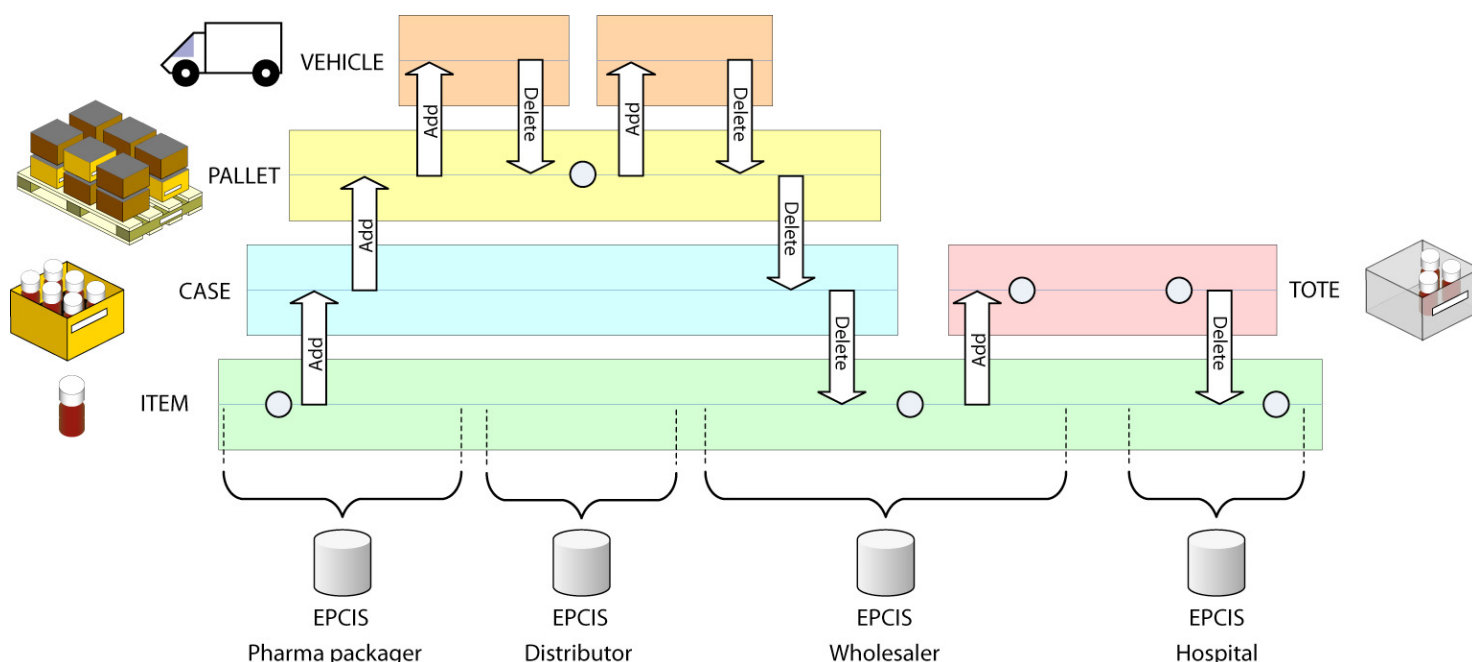 VEHICLE
Add
Delete
Add
Delete
PALLET
Add
Delete
CASE
Add
Delete
Add
Delete
TOTE
ITEM
EPCIS
EPCIS
EPCIS
EPCIS
Pharma packager
Distributor
Wholesaler
Hospital